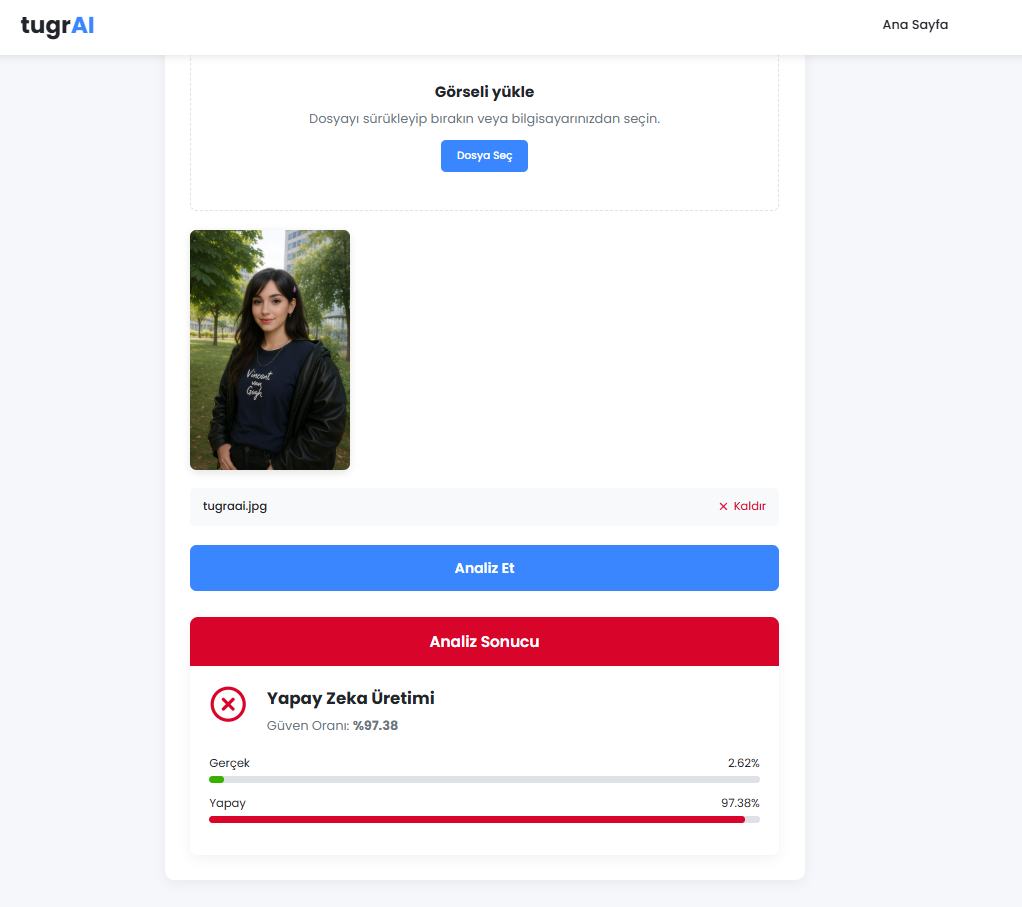 tugrAI
Ana Sayfa
Görseli yükle
Dosyayı sürükleyip bırakın veya bilgisayarınızdan seçin.
Dosya Seç
Vincent
van
Gogh
tugraai.jpg
× Kaldır
Analiz Et
Analiz Sonucu
Yapay Zeka Üretimi
Güven Oranı: %97.38
Gerçek 2.62%
Yapay 97.38%